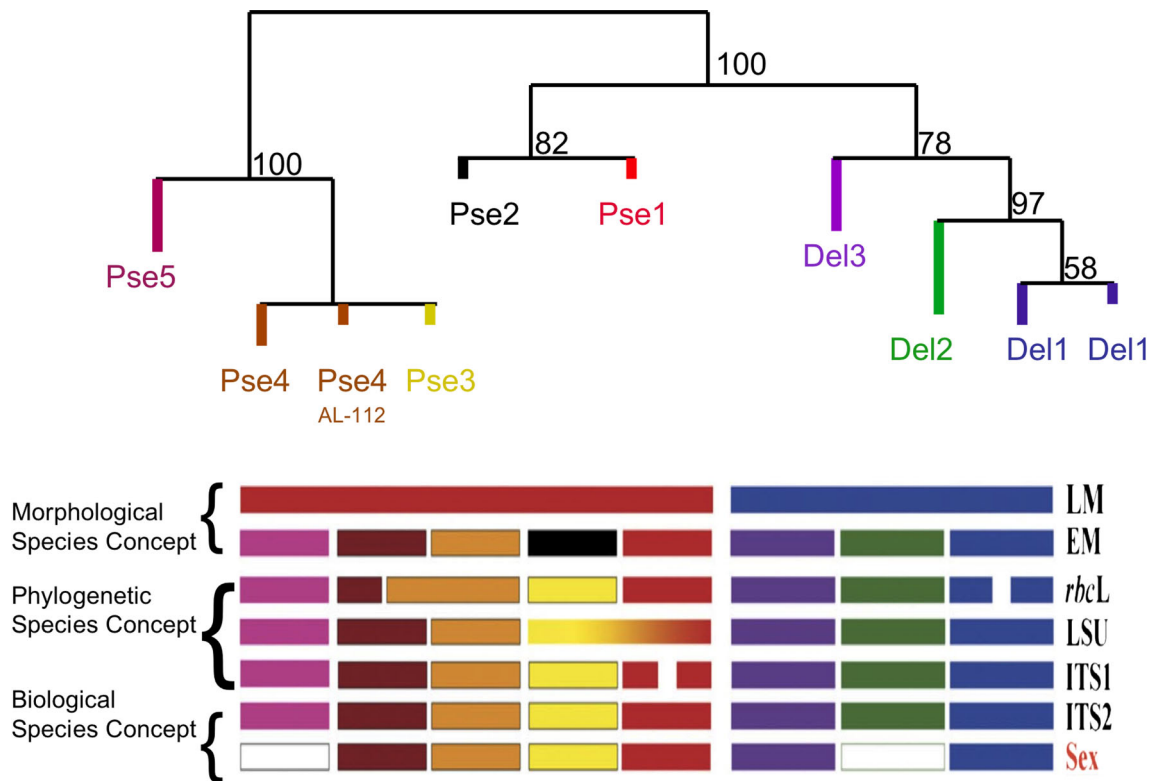 100
82
78
100
97
58
Pse2 Pse1
Del3
Pse5
Del2 Del1 Del1
Pse4 Pse4 Pse3
AL-112
Morphological
Species Concept
LM
EM
Phylogenetic
Species Concept
rbcL
LSU
ITS1
Biological
Species Concept
ITS2
Sex